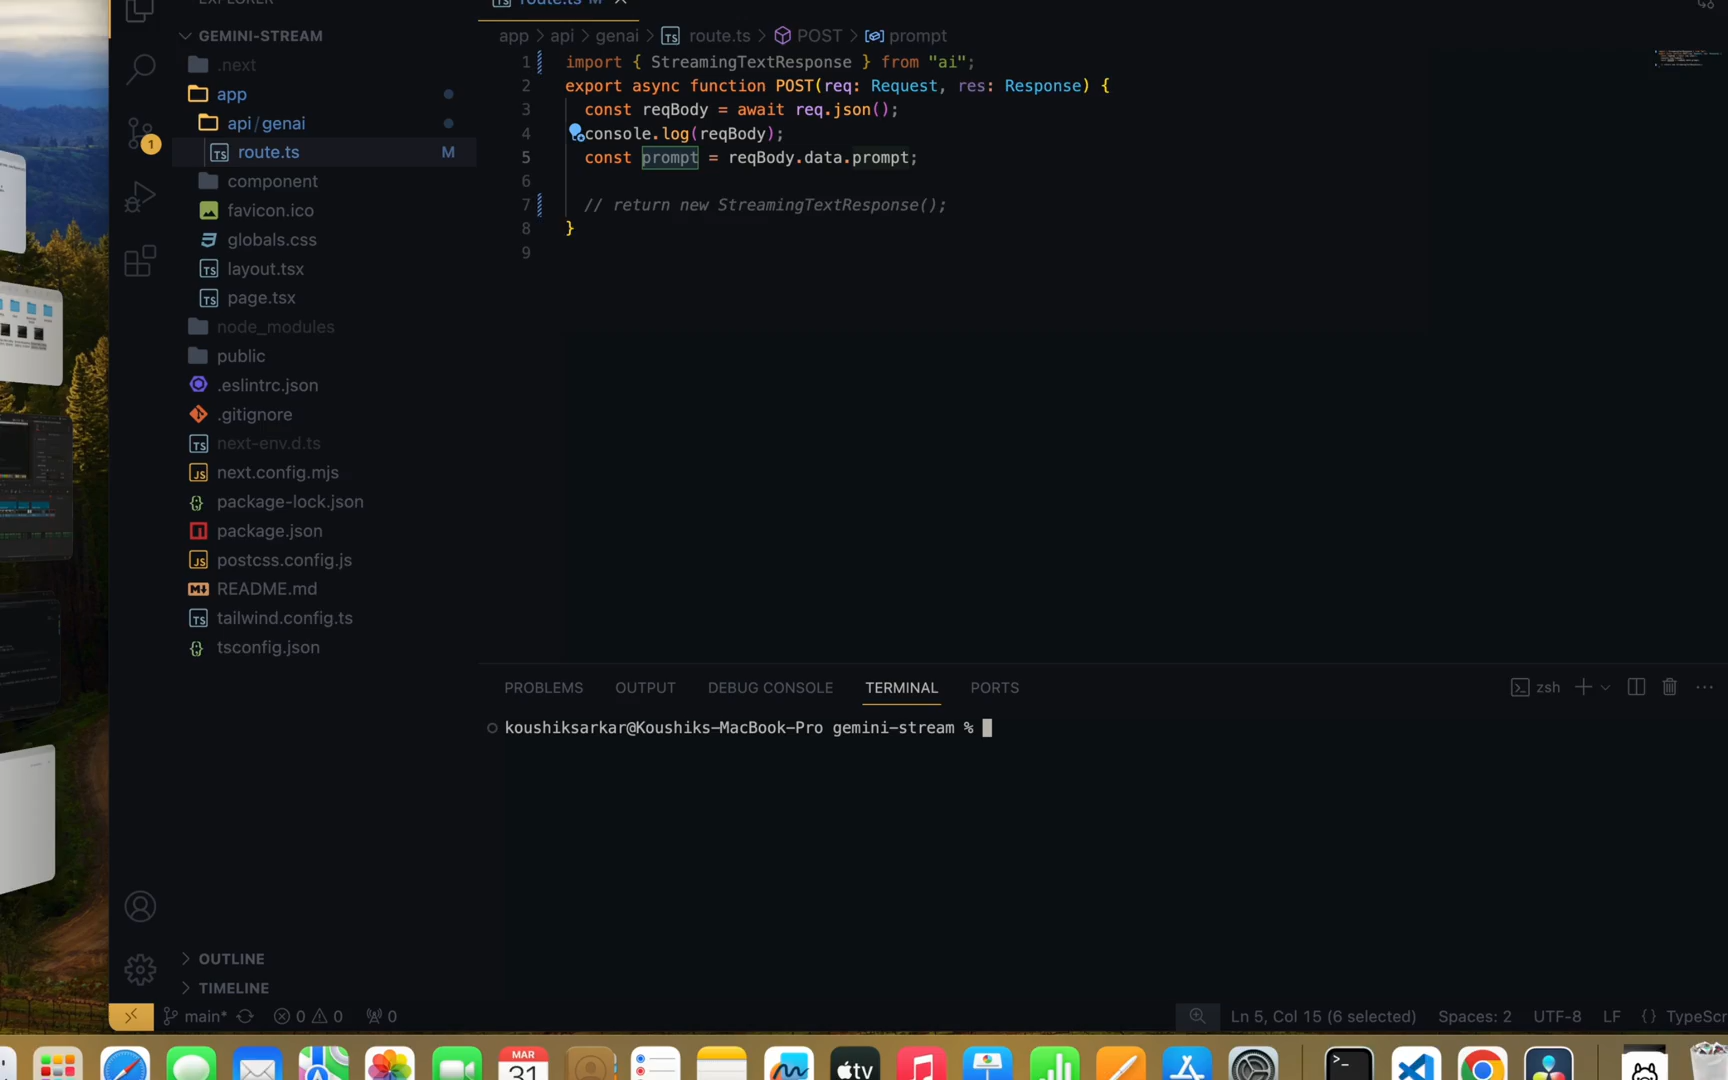 EXPLORER
route.ts M
GEMINI-STREAM
.next
app
api/genai
route.ts M
component
favicon.ico
globals.css
layout.tsx
page.tsx
node_modules
public
.eslintrc.json
.gitignore
next-env.d.ts
next.config.mjs
package-lock.json
package.json
postcss.config.js
README.md
tailwind.config.ts
tsconfig.json
OUTLINE
TIMELINE
1
app > api > genai > TS route.ts > POST > prompt
1 import { StreamingTextResponse } from "ai";
2 export async function POST(req: Request, res: Response) {
3 const reqBody = await req.json();
4 console.log(reqBody);
5 const prompt = reqBody.data.prompt;
6
7 // return new StreamingTextResponse();
8 }
9
PROBLEMS OUTPUT DEBUG CONSOLE TERMINAL PORTS zsh
koushiksarkar@Koushiks-MacBook-Pro gemini-stream %
main* 0 0 0 Ln 5, Col 15 (6 selected) Spaces: 2 UTF-8 LF {} TypeScr
MAR
31
tv